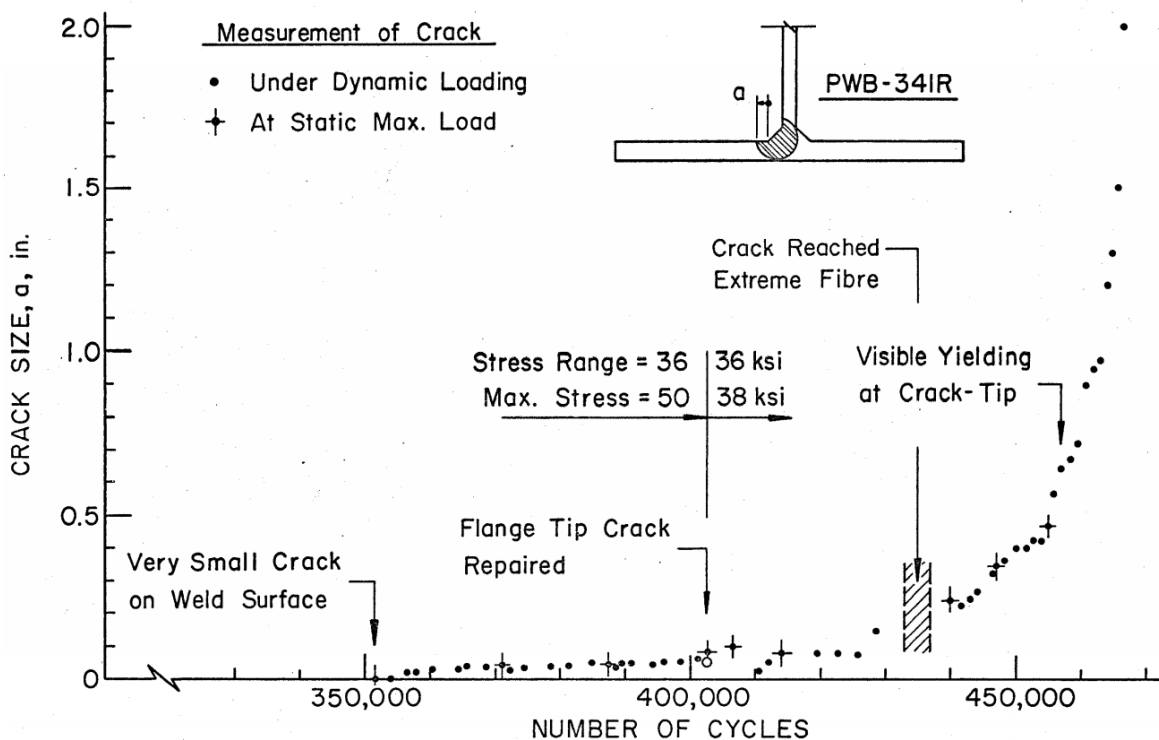 Measurement of Crack
Under Dynamic Loading
At Static Max. Load
a
PWB-341R
2.0
1.5
1.0
0.5
0
CRACK SIZE, a, in.
Crack Reached
Extreme Fibre
Stress Range = 36 36 ksi
Max. Stress = 50 38 ksi
Visible Yielding
at Crack-Tip
Flange Tip Crack
Repaired
Very Small Crack
on Weld Surface
350,000
400,000
450,000
NUMBER OF CYCLES